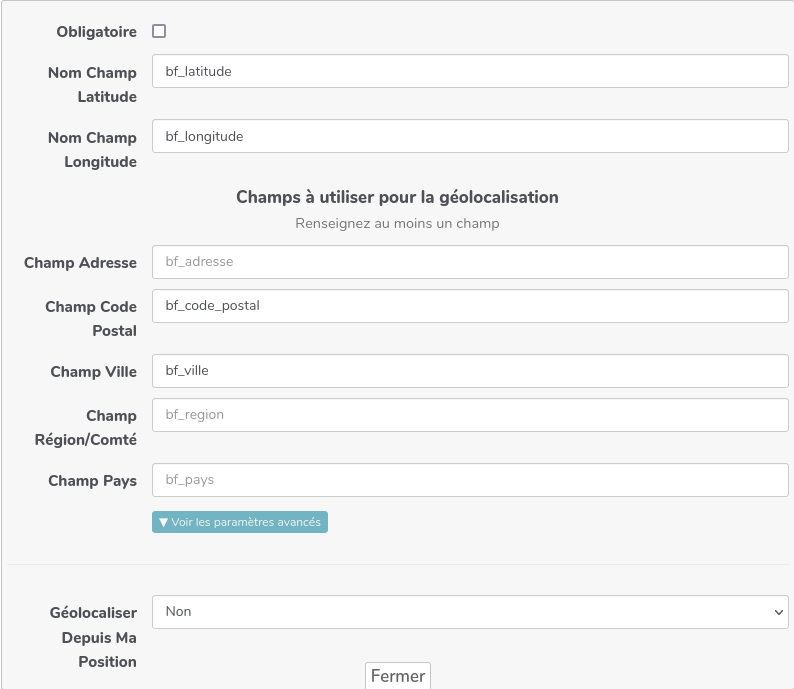 Obligatoire
Nom Champ
Latitude
bf_latitude
Nom Champ
Longitude
bf_longitude
Champs à utiliser pour la géolocalisation
Renseignez au moins un champ
Champ Adresse
bf_adresse
Champ Code
Postal
bf_code_postal
Champ Ville
bf_ville
Champ
Région/Comté
bf_region
Champ Pays
bf_pays
▼ Voir les paramètres avancés
Géolocaliser
Depuis Ma
Position
Non
Fermer